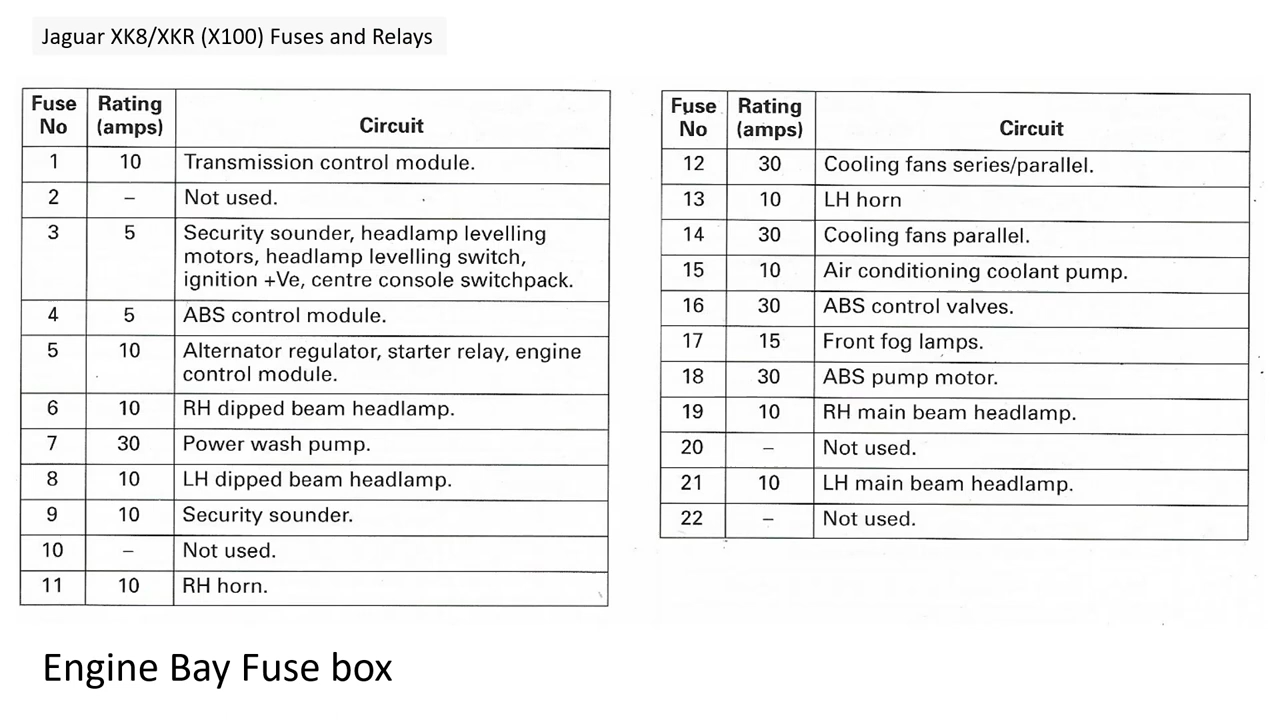 Jaguar XK8/XKR (X100) Fuses and Relays
Fuse No Rating (amps) Circuit
1 10 Transmission control module.
2 – Not used.
3 5 Security sounder, headlamp levelling
motors, headlamp levelling switch,
ignition +Ve, centre console switchpack.
4 5 ABS control module.
5 10 Alternator regulator, starter relay, engine
control module.
6 10 RH dipped beam headlamp.
7 30 Power wash pump.
8 10 LH dipped beam headlamp.
9 10 Security sounder.
10 – Not used.
11 10 RH horn.
Fuse No Rating (amps) Circuit
12 30 Cooling fans series/parallel.
13 10 LH horn
14 30 Cooling fans parallel.
15 10 Air conditioning coolant pump.
16 30 ABS control valves.
17 15 Front fog lamps.
18 30 ABS pump motor.
19 10 RH main beam headlamp.
20 – Not used.
21 10 LH main beam headlamp.
22 – Not used.
Engine Bay Fuse box